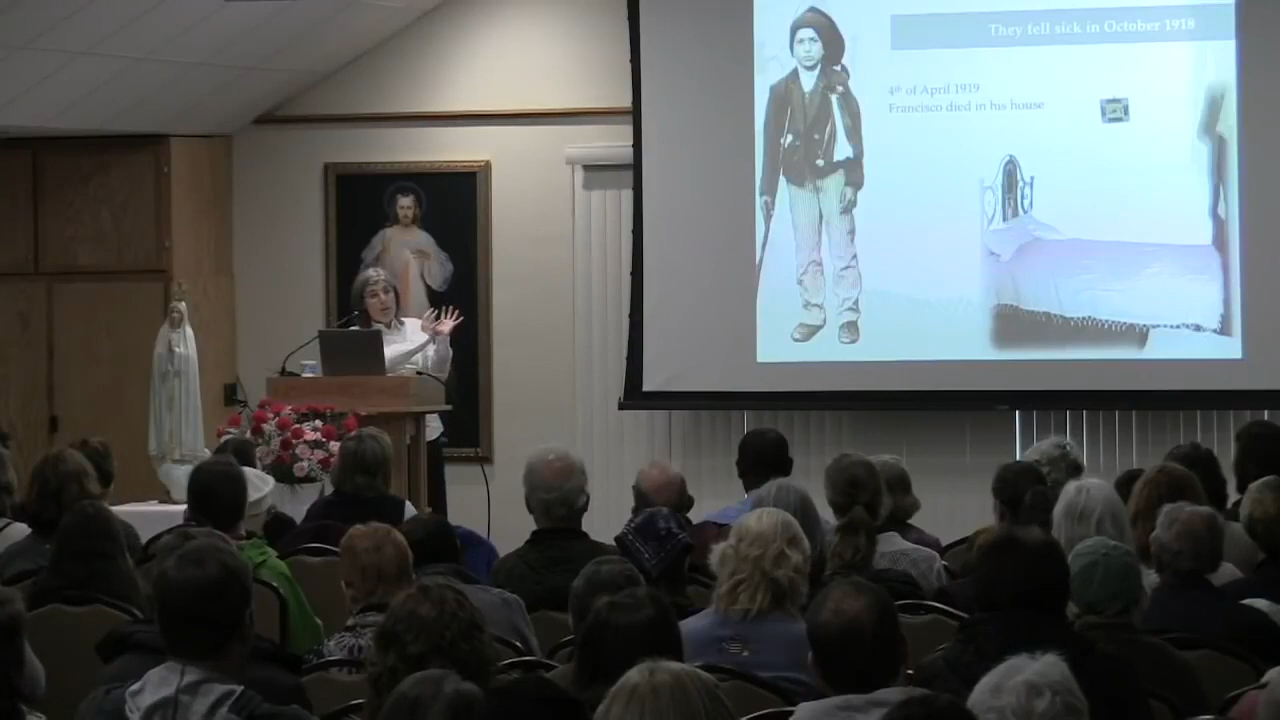 They fell sick in October 1918
4th of April 1919
Francisco died in his house